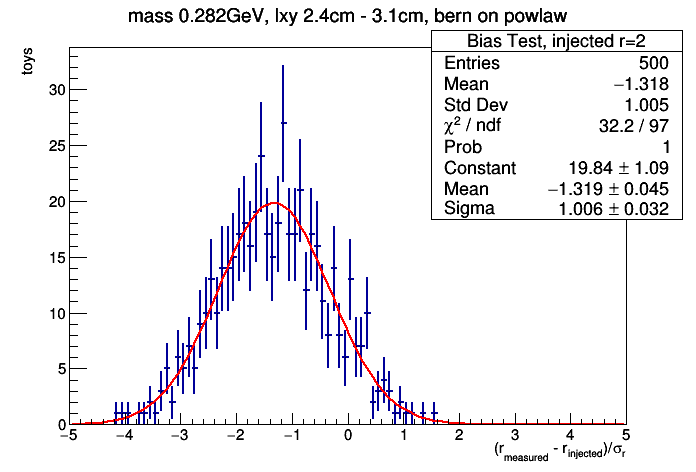 mass 0.282GeV, lxy 2.4cm - 3.1cm, bern on powlaw
toys
Bias Test, injected r=2
Entries 500
Mean −1.318
Std Dev 1.005
χ² / ndf 32.2 / 97
Prob 1
Constant 19.84 ± 1.09
Mean −1.319 ± 0.045
Sigma 1.006 ± 0.032
30
25
20
15
10
5
0
−5 −4 −3 −2 −1 0 1 2 3 4 5
(r_measured - r_injected)/σ_r